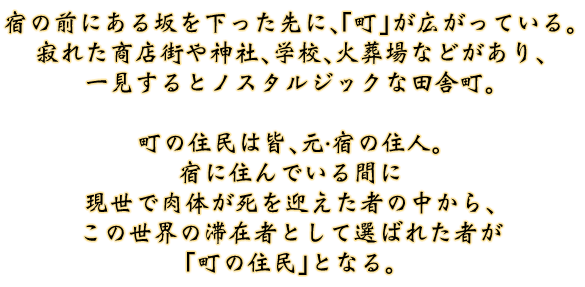 宿の前にある坂を下った先に、「町」が広がっている。
寂れた商店街や神社、学校、火葬場などがあり、
一見するとノスタルジックな田舎町。
町の住民は皆、元・宿の住人。
宿に住んでいる間に
現世で肉体が死を迎えた者の中から、
この世界の滞在者として選ばれた者が
「町の住民」となる。